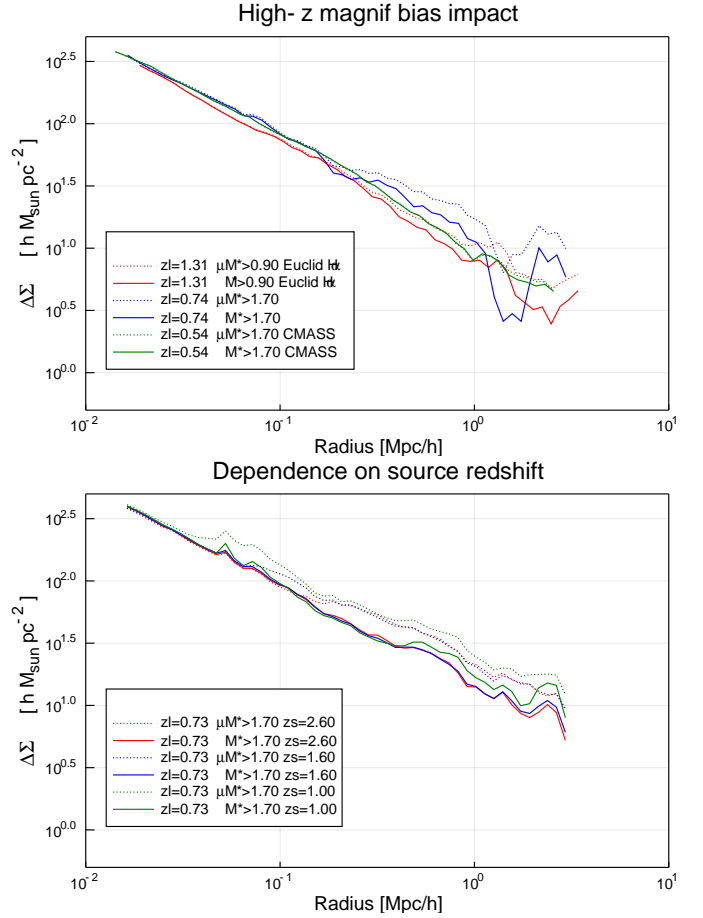 High- z magnif bias impact
ΔΣ [ h M_sun pc^-2 ]
10^2.5
10^2.0
10^1.5
10^1.0
10^0.5
10^0.0
zl=1.31 μM*>0.90 Euclid Hα
zl=1.31 M>0.90 Euclid Hα
zl=0.74 μM*>1.70
zl=0.74 M*>1.70
zl=0.54 μM*>1.70 CMASS
zl=0.54 M*>1.70 CMASS
10^-2 10^-1 10^0 10^1
Radius [Mpc/h]
Dependence on source redshift
ΔΣ [ h M_sun pc^-2 ]
10^2.5
10^2.0
10^1.5
10^1.0
10^0.5
10^0.0
zl=0.73 μM*>1.70 zs=2.60
zl=0.73 M*>1.70 zs=2.60
zl=0.73 μM*>1.70 zs=1.60
zl=0.73 M*>1.70 zs=1.60
zl=0.73 μM*>1.70 zs=1.00
zl=0.73 M*>1.70 zs=1.00
10^-2 10^-1 10^0 10^1
Radius [Mpc/h]